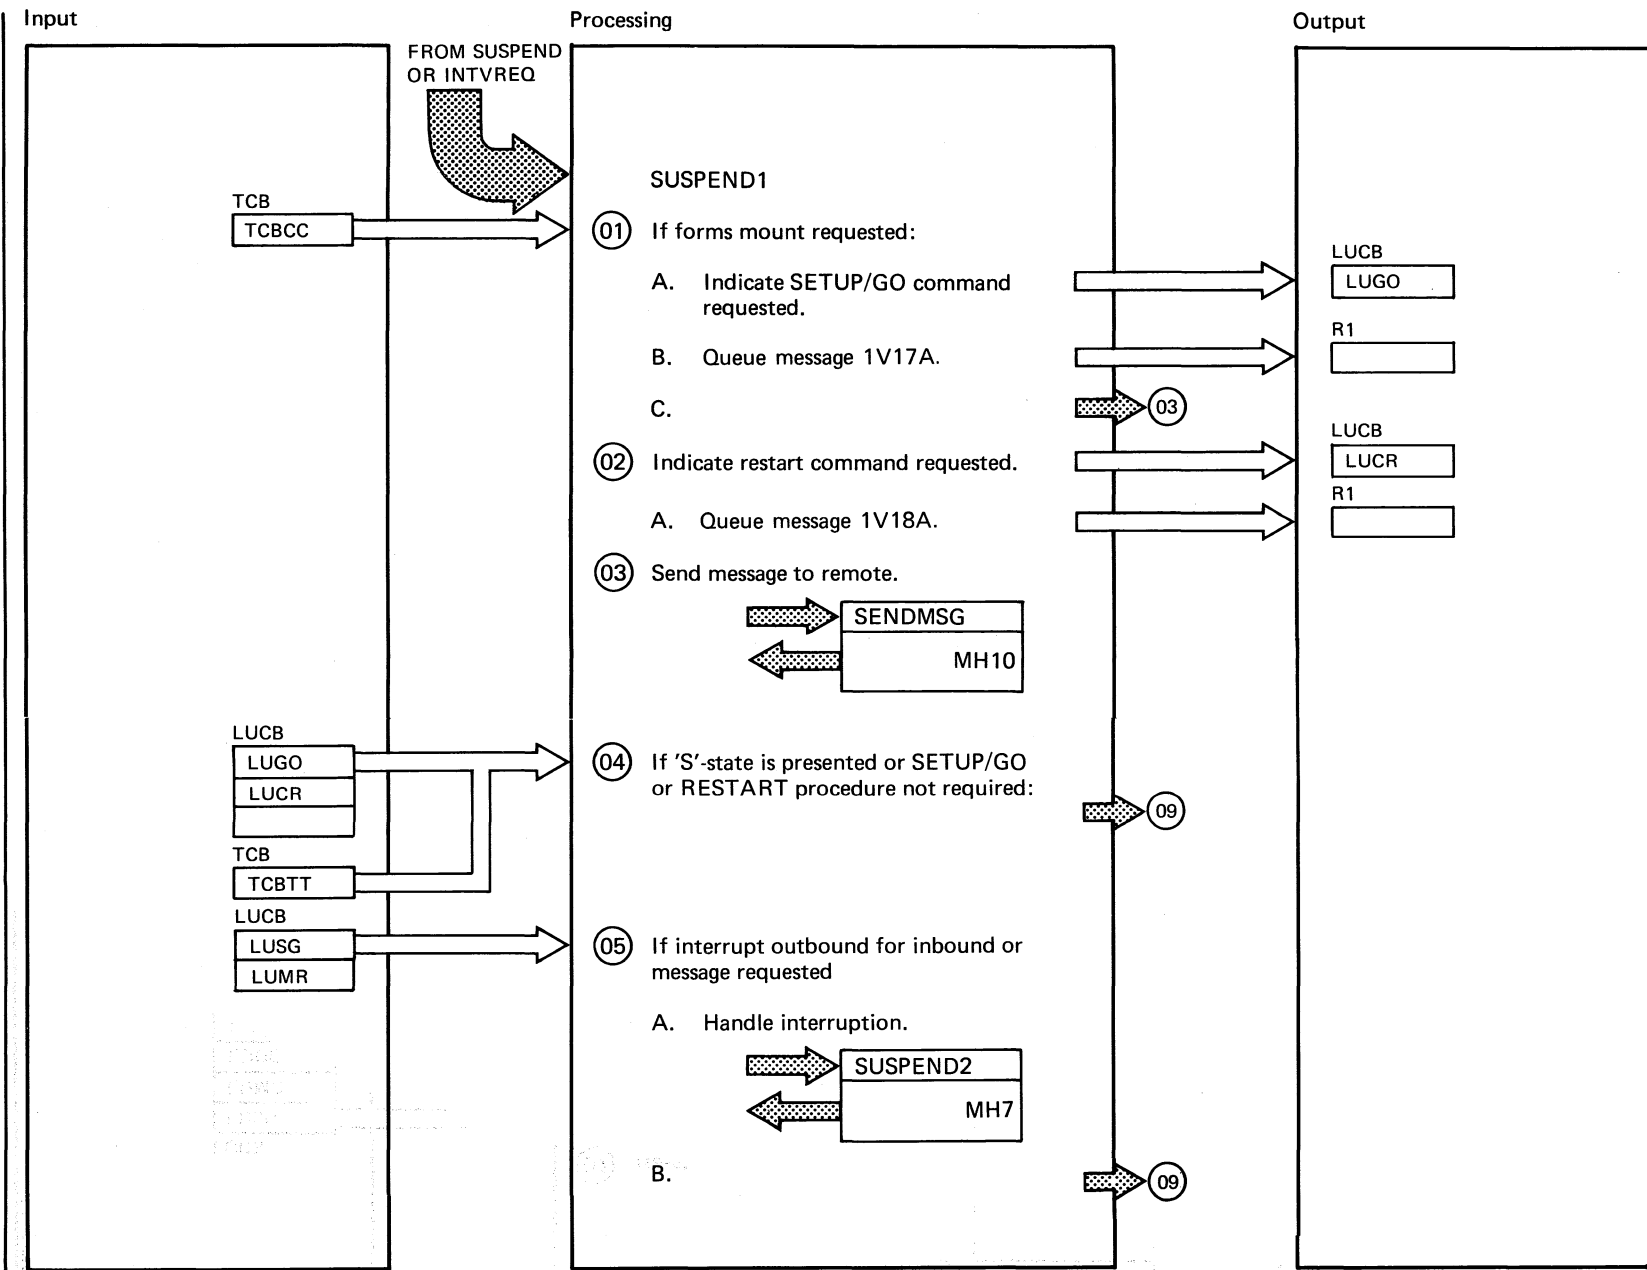 Input
Processing
Output
FROM SUSPEND
OR INTVREQ
SUSPEND1
TCB
TCBCC
01 If forms mount requested:
A. Indicate SETUP/GO command
requested.
LUCB
LUGO
B. Queue message 1V17A.
R1
C.
03
02 Indicate restart command requested.
LUCB
LUCR
A. Queue message 1V18A.
R1
03 Send message to remote.
SENDMSG
MH10
LUCB
LUGO
LUCR
TCB
TCBTT
04 If 'S'-state is presented or SETUP/GO
or RESTART procedure not required:
09
LUCB
LUSG
LUMR
05 If interrupt outbound for inbound or
message requested
A. Handle interruption.
SUSPEND2
MH7
B.
09